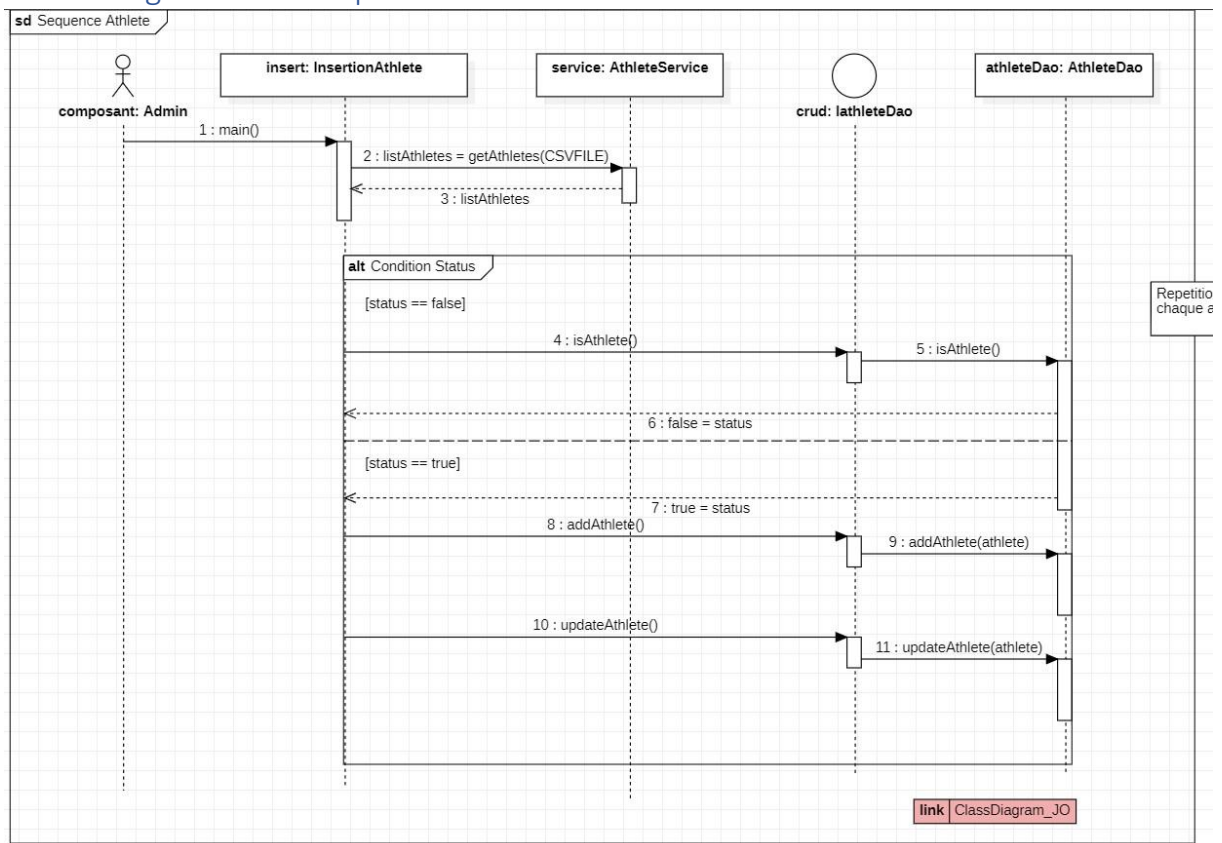 sd Sequence Athlete
insert: InsertionAthlete
service: AthleteService
athleteDao: AthleteDao
composant: Admin
crud: IathleteDao
1 : main()
2 : listAthletes = getAthletes(CSVFILE)
3 : listAthletes
alt Condition Status
[status == false]
Repetitio
chaque a
4 : isAthlete()
5 : isAthlete()
6 : false = status
[status == true]
7 : true = status
8 : addAthlete()
9 : addAthlete(athlete)
10 : updateAthlete()
11 : updateAthlete(athlete)
link ClassDiagram_JO